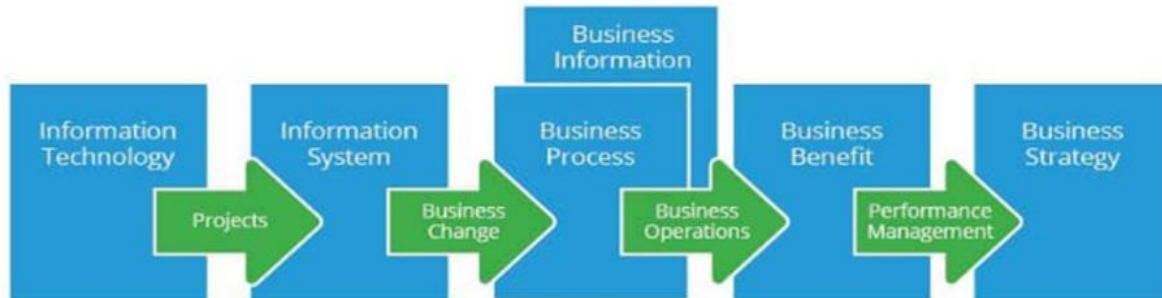 Business
Information
Information
Technology
Information
System
Business
Process
Business
Benefit
Business
Strategy
Projects
Business
Change
Business
Operations
Performance
Management